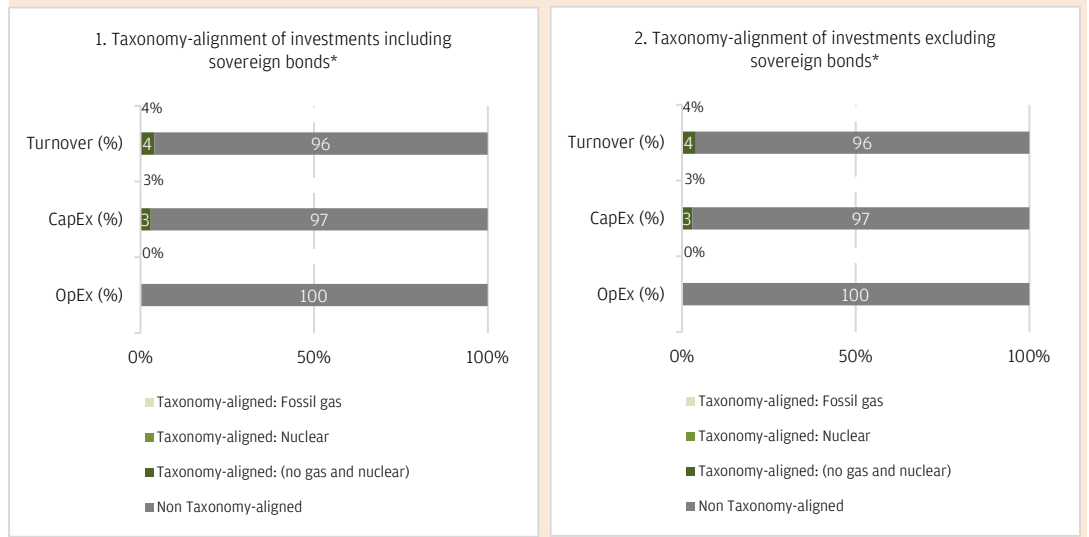 1. Taxonomy-alignment of investments including
sovereign bonds*
4%
Turnover (%)
4
96
3%
CapEx (%)
3
97
0%
OpEx (%)
100
0%
50%
100%
Taxonomy-aligned: Fossil gas
Taxonomy-aligned: Nuclear
Taxonomy-aligned: (no gas and nuclear)
Non Taxonomy-aligned
2. Taxonomy-alignment of investments excluding
sovereign bonds*
4%
Turnover (%)
4
96
3%
CapEx (%)
3
97
0%
OpEx (%)
100
0%
50%
100%
Taxonomy-aligned: Fossil gas
Taxonomy-aligned: Nuclear
Taxonomy-aligned: (no gas and nuclear)
Non Taxonomy-aligned